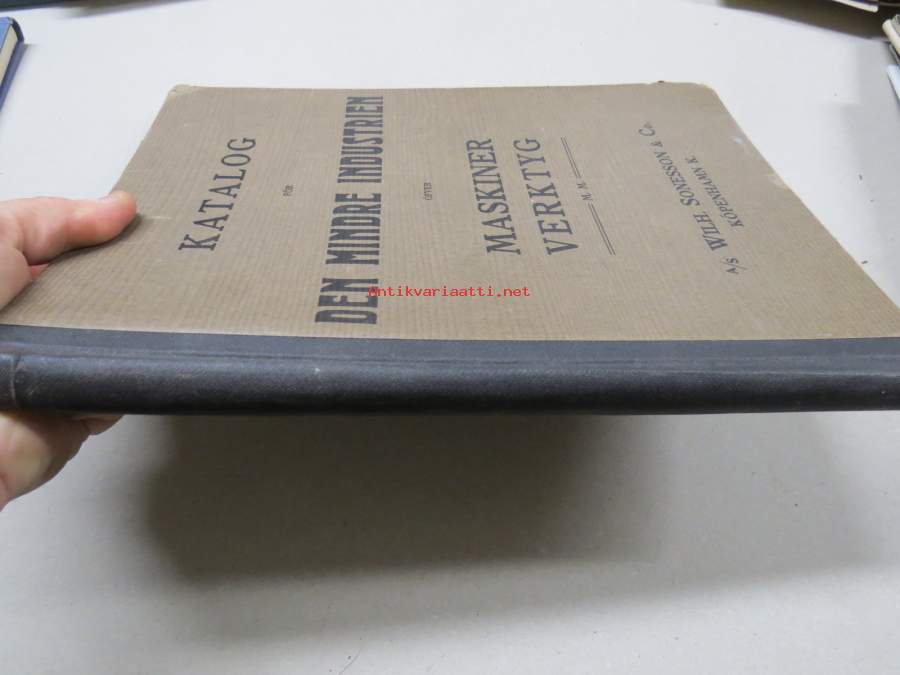 KATALOG
FÖR
DEN MINDRE INDUSTRIEN
ÖFVER
MASKINER
VERKTYG
M. M.
A/S WILH. SONESSON & Co.
KÖPENHAMN K.
Antikvariaatti.net